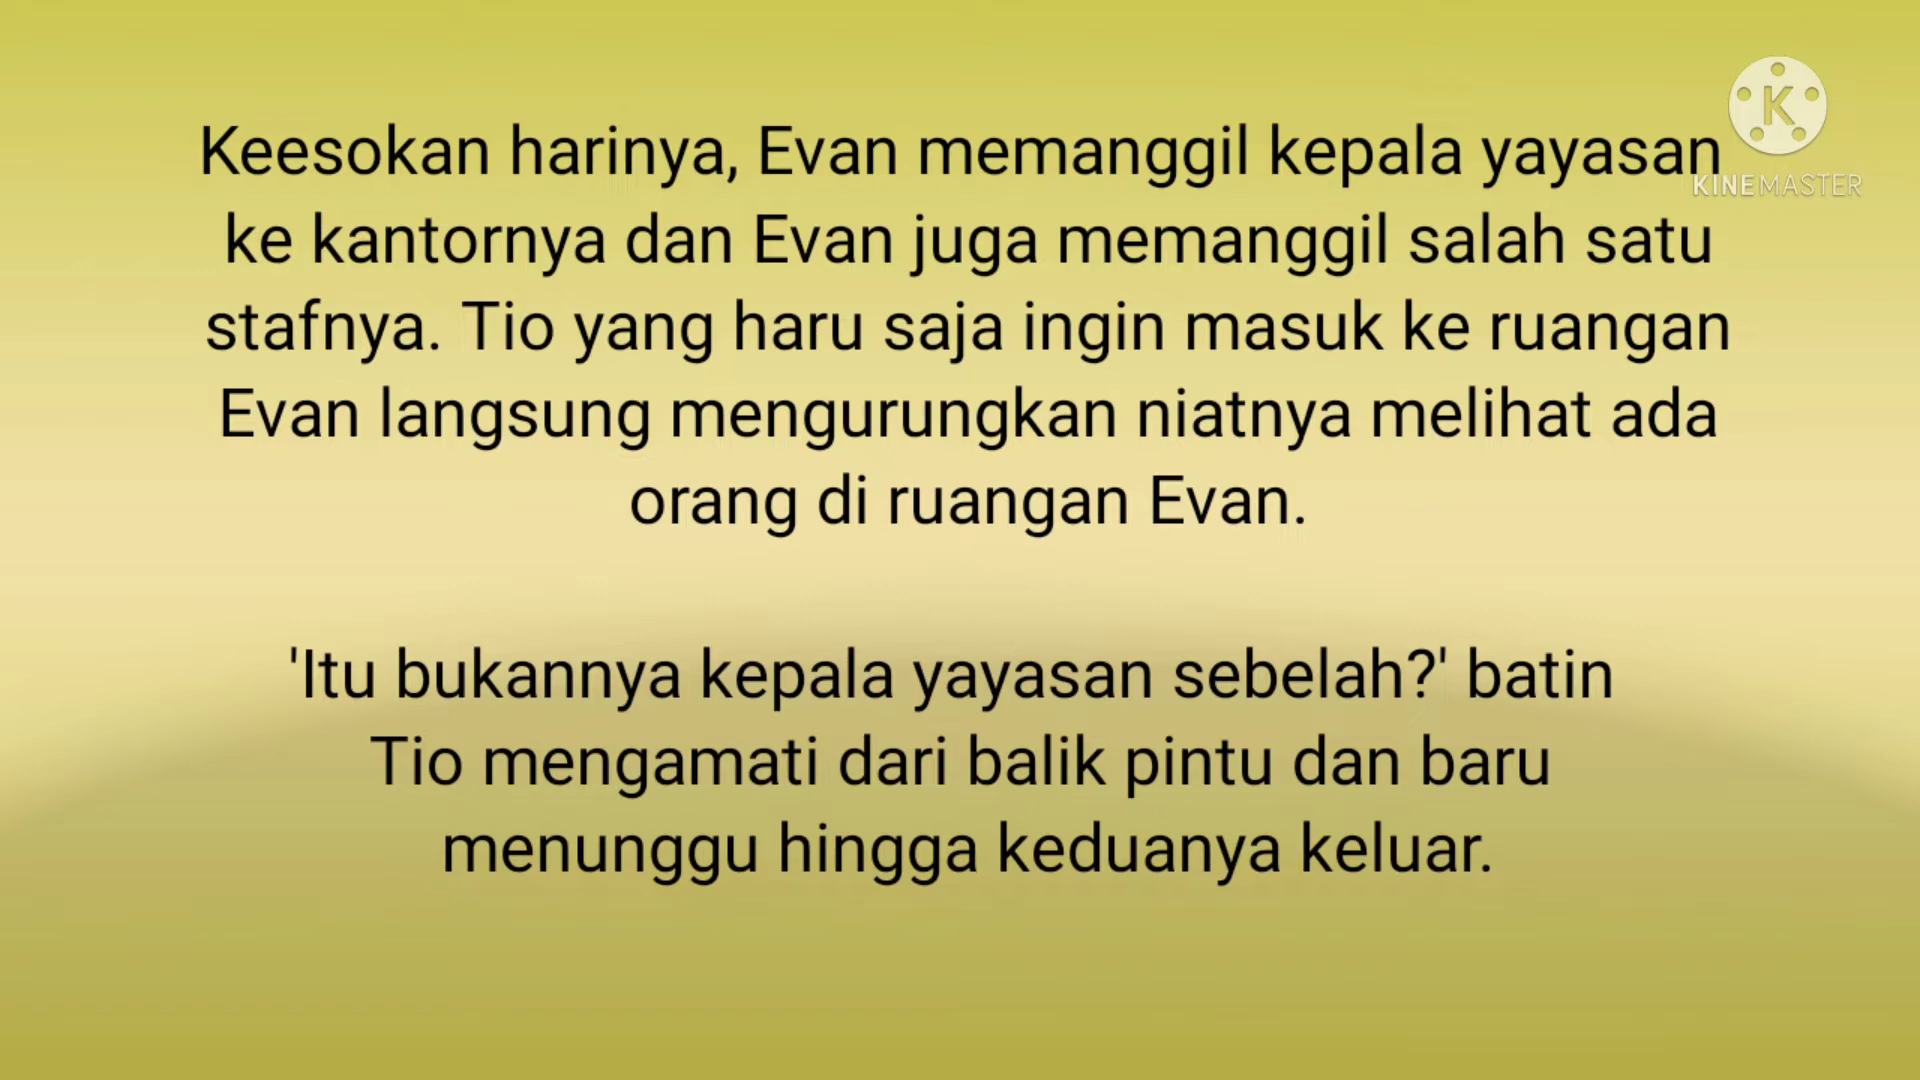 Keesokan harinya, Evan memanggil kepala yayasan
ke kantornya dan Evan juga memanggil salah satu
stafnya. Tio yang haru saja ingin masuk ke ruangan
Evan langsung mengurungkan niatnya melihat ada
orang di ruangan Evan.
'Itu bukannya kepala yayasan sebelah?' batin
Tio mengamati dari balik pintu dan baru
menunggu hingga keduanya keluar.
K
KINEMASTER